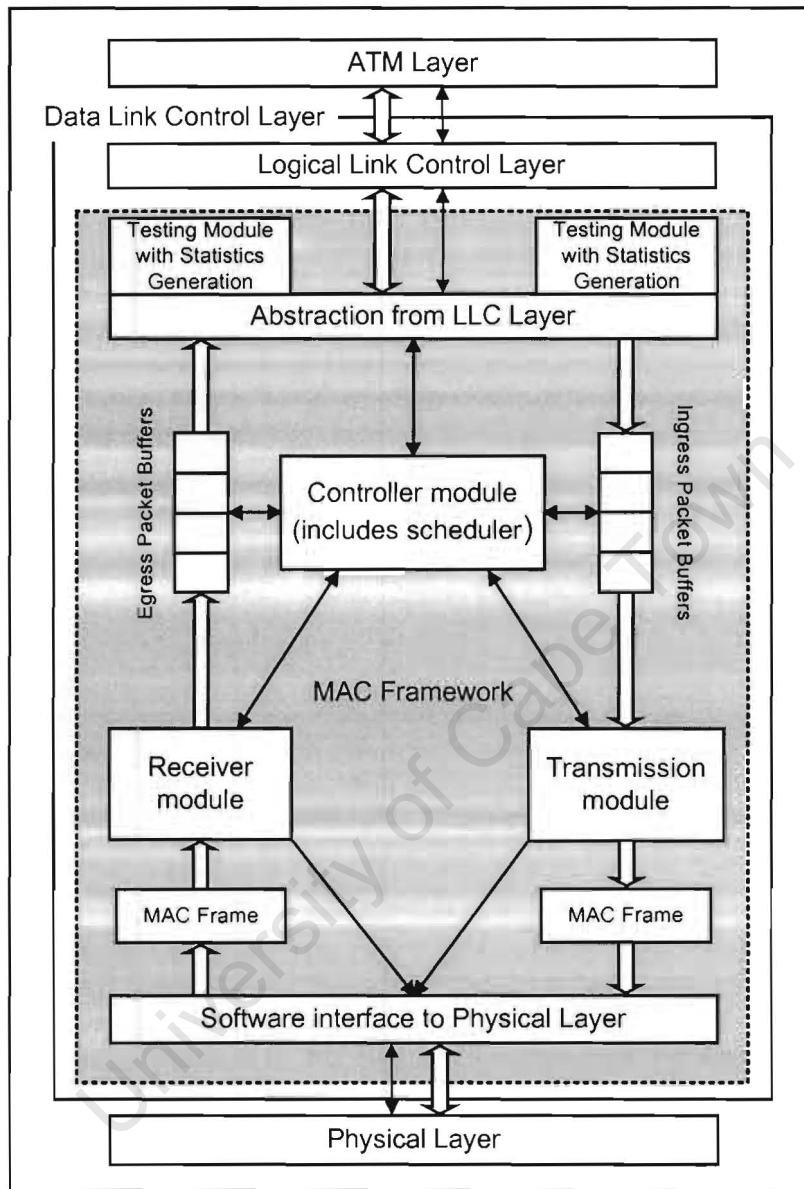 ATM Layer
Data Link Control Layer
Logical Link Control Layer
Testing Module
with Statistics
Generation
Testing Module
with Statistics
Generation
Abstraction from LLC Layer
Egress Packet Buffers
Controller module
(includes scheduler)
Ingress Packet Buffers
MAC Framework
Receiver
module
Transmission
module
MAC Frame
MAC Frame
Software interface to Physical Layer
Physical Layer
University of Cape Town